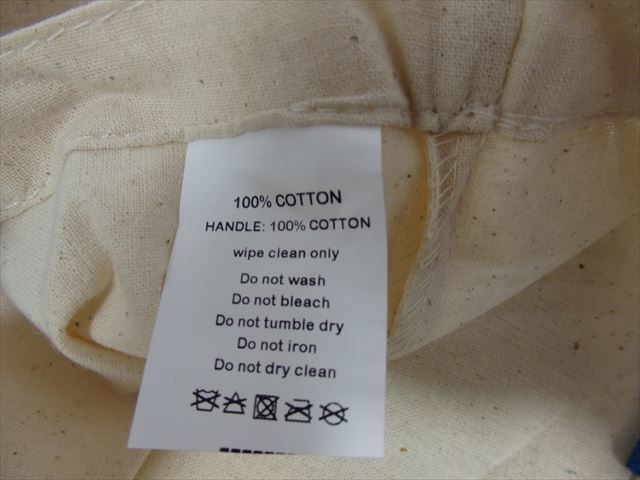 100% COTTON
HANDLE: 100% COTTON
wipe clean only
Do not wash
Do not bleach
Do not tumble dry
Do not iron
Do not dry clean